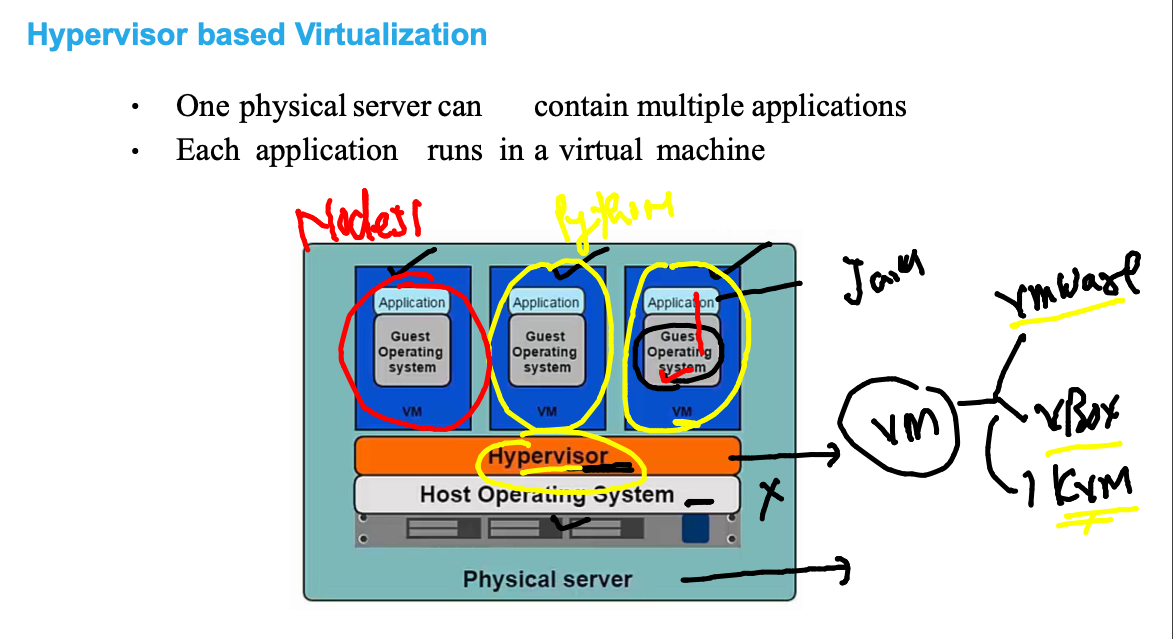 Hypervisor based Virtualization
• One physical server can contain multiple applications
• Each application runs in a virtual machine
NodeJS Python
Application Application Application
Guest Guest Guest
Operating Operating Operating
system system system
VM VM VM
Hypervisor
Host Operating System
Physical server
Java
vmware
VM
vBox
KVM
X